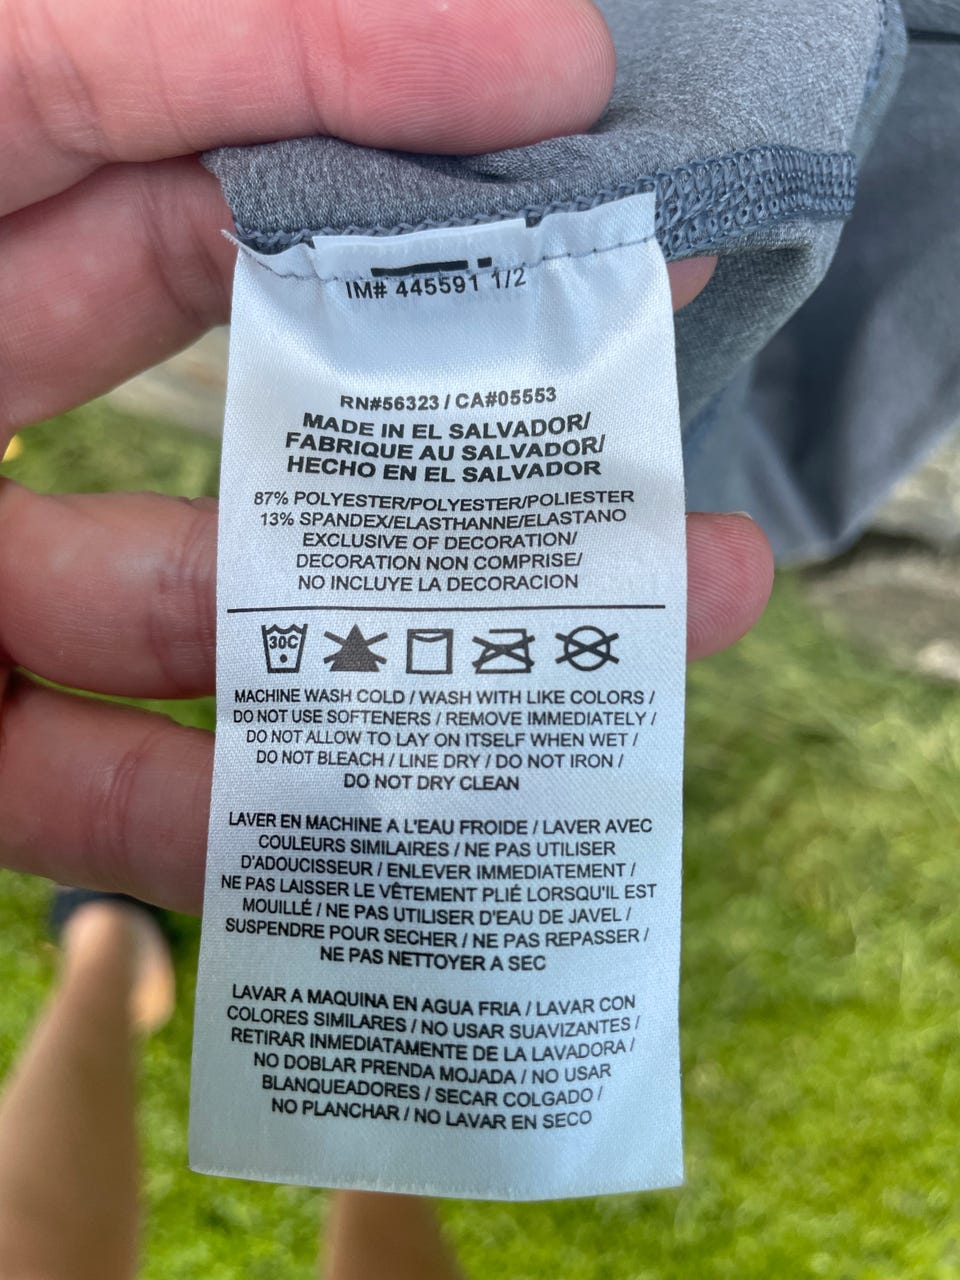 IM# 445591 1/2
RN#56323 / CA#05553
MADE IN EL SALVADOR/
FABRIQUE AU SALVADOR/
HECHO EN EL SALVADOR
87% POLYESTER/POLYESTER/POLIESTER
13% SPANDEX/ELASTHANNE/ELASTANO
EXCLUSIVE OF DECORATION/
DECORATION NON COMPRISE/
NO INCLUYE LA DECORACION
30C
MACHINE WASH COLD / WASH WITH LIKE COLORS /
DO NOT USE SOFTENERS / REMOVE IMMEDIATELY /
DO NOT ALLOW TO LAY ON ITSELF WHEN WET /
DO NOT BLEACH / LINE DRY / DO NOT IRON /
DO NOT DRY CLEAN
LAVER EN MACHINE A L'EAU FROIDE / LAVER AVEC
COULEURS SIMILAIRES / NE PAS UTILISER
D'ADOUCISSEUR / ENLEVER IMMEDIATEMENT /
NE PAS LAISSER LE VÊTEMENT PLIÉ LORSQU'IL EST
MOUILLÉ / NE PAS UTILISER D'EAU DE JAVEL /
SUSPENDRE POUR SECHER / NE PAS REPASSER /
NE PAS NETTOYER A SEC
LAVAR A MAQUINA EN AGUA FRIA / LAVAR CON
COLORES SIMILARES / NO USAR SUAVIZANTES /
RETIRAR INMEDIATAMENTE DE LA LAVADORA /
NO DOBLAR PRENDA MOJADA / NO USAR
BLANQUEADORES / SECAR COLGADO /
NO PLANCHAR / NO LAVAR EN SECO